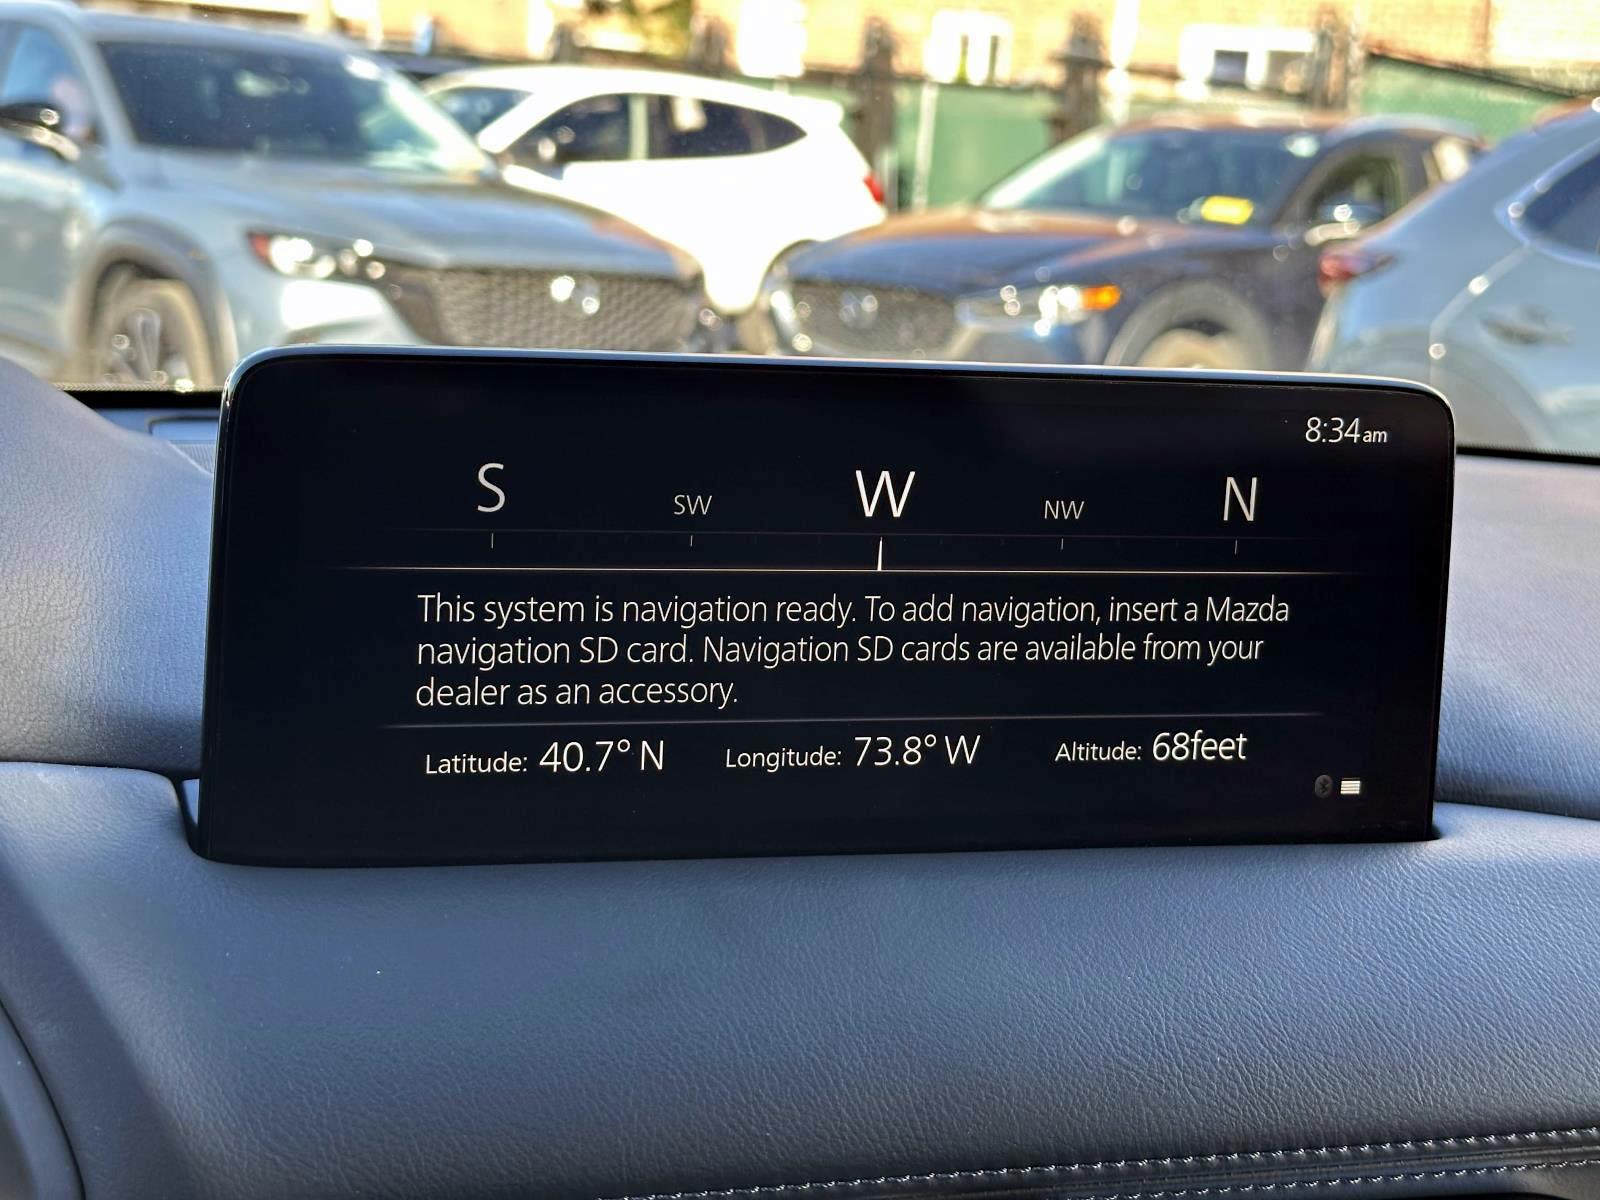 8:34am
S SW W NW N
This system is navigation ready. To add navigation, insert a Mazda
navigation SD card. Navigation SD cards are available from your
dealer as an accessory.
Latitude: 40.7° N Longitude: 73.8° W Altitude: 68feet